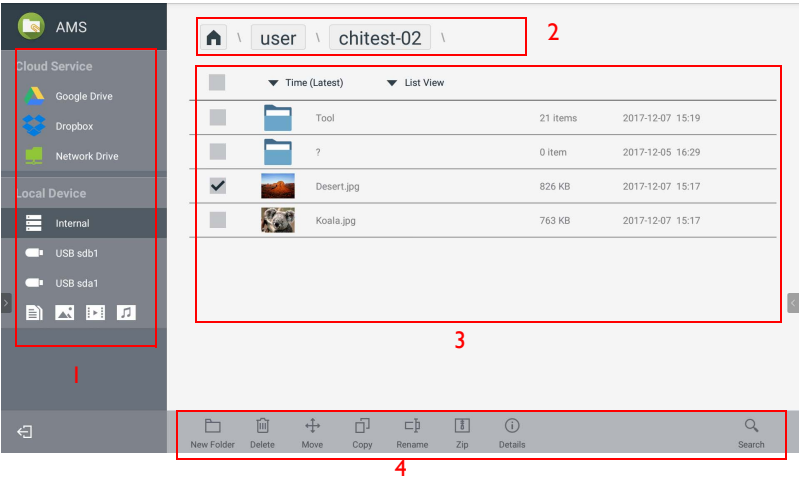 AMS
Cloud Service
Google Drive
Dropbox
Network Drive
Local Device
Internal
USB sdb1
USB sda1
1
\ user \ chitest-02 \
2
Time (Latest) List View
Tool 21 items 2017-12-07 15:19
? 0 item 2017-12-05 16:29
Desert.jpg 826 KB 2017-12-07 15:17
Koala.jpg 763 KB 2017-12-07 15:17
3
New Folder Delete Move Copy Rename Zip Details Search
4